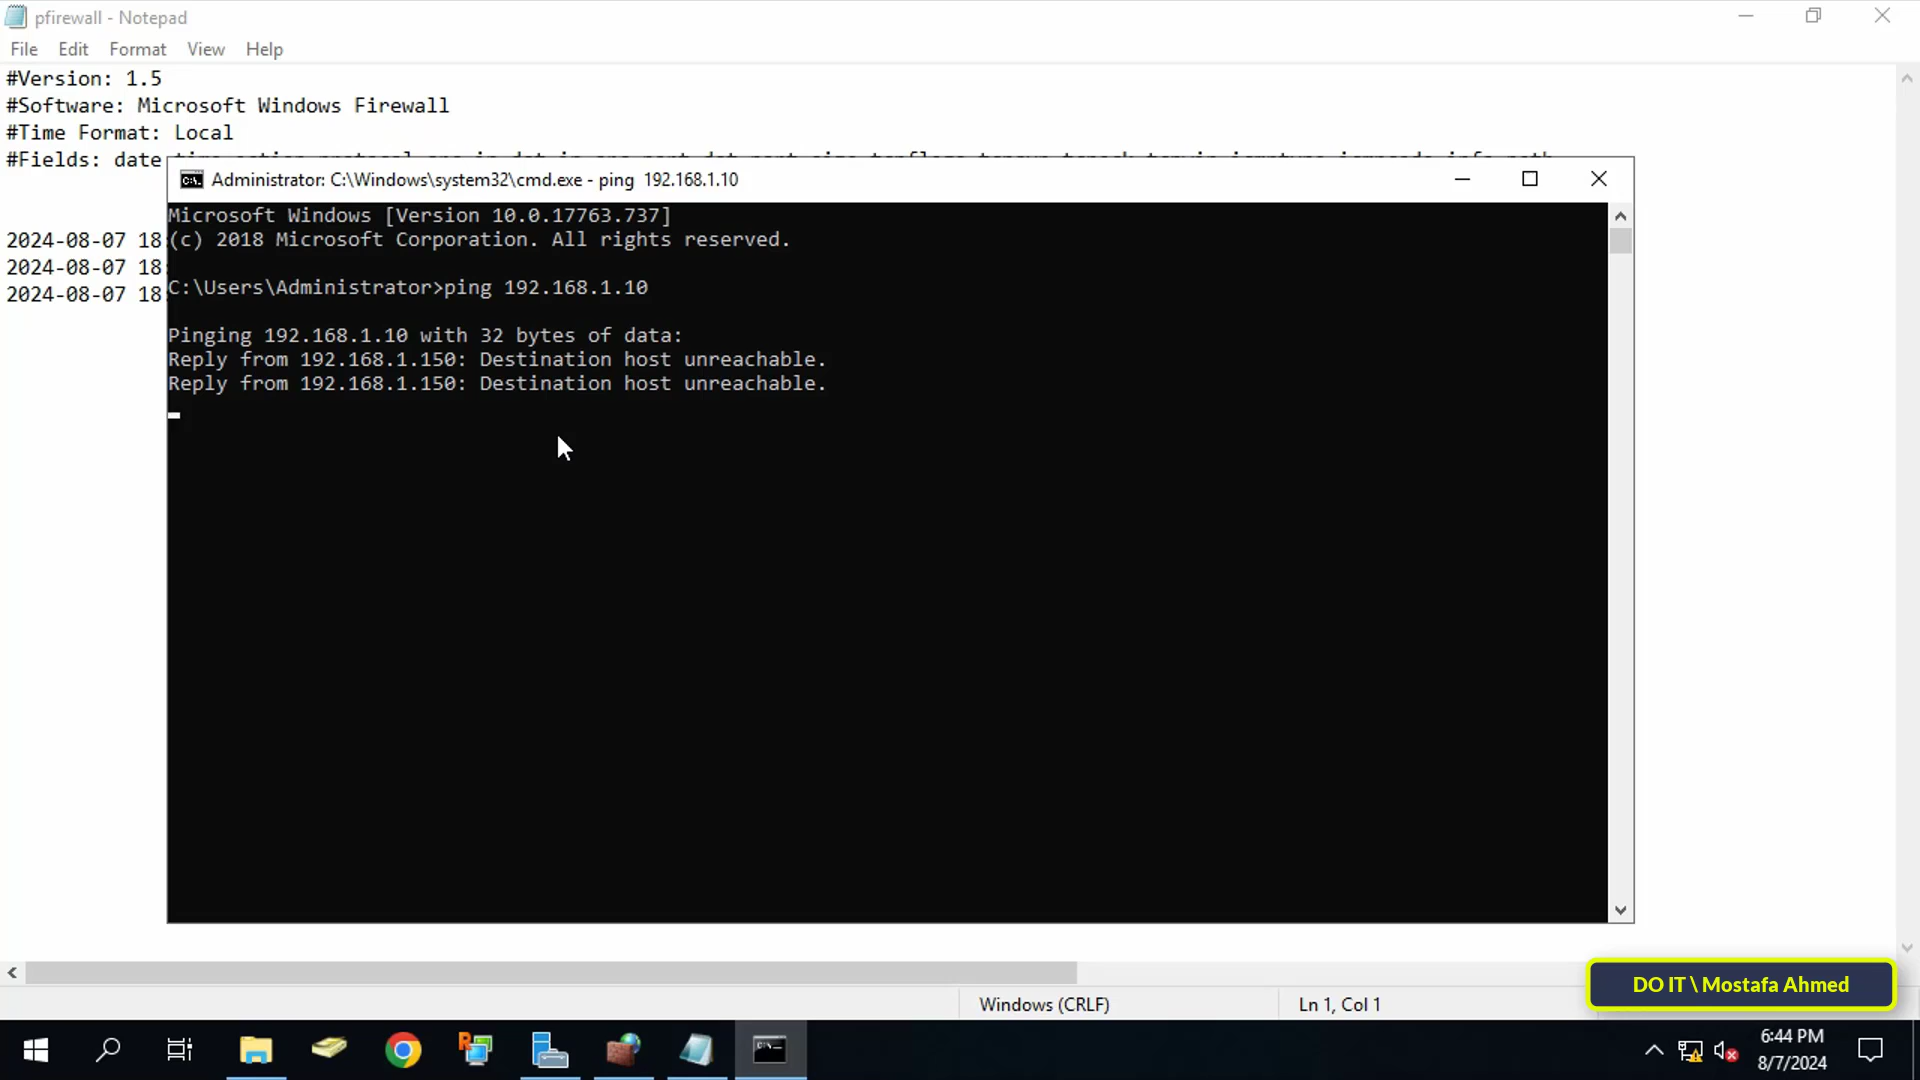 pfirewall - Notepad
File Edit Format View Help
#Version: 1.5
#Software: Microsoft Windows Firewall
#Time Format: Local
#Fields: date
2024-08-07 18
2024-08-07 18
2024-08-07 18
Administrator: C:\Windows\system32\cmd.exe - ping 192.168.1.10
Microsoft Windows [Version 10.0.17763.737]
(c) 2018 Microsoft Corporation. All rights reserved.
C:\Users\Administrator>ping 192.168.1.10
Pinging 192.168.1.10 with 32 bytes of data:
Reply from 192.168.1.150: Destination host unreachable.
Reply from 192.168.1.150: Destination host unreachable.
DO IT \ Mostafa Ahmed
Windows (CRLF) Ln 1, Col 1
6:44 PM
8/7/2024